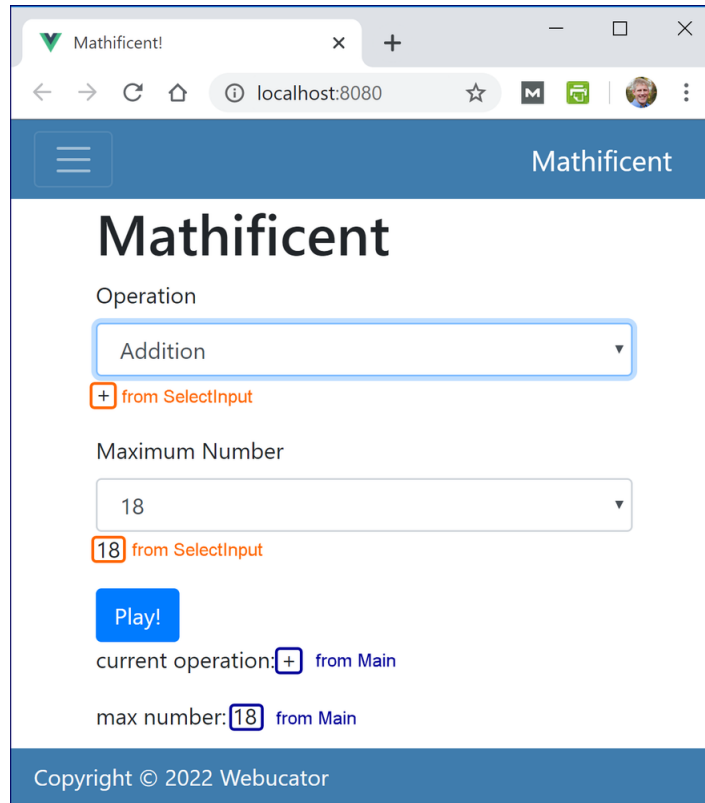 Mathificent!
localhost:8080
M
Mathificent
Mathificent
Operation
Addition
+ from SelectInput
Maximum Number
18
18 from SelectInput
Play!
current operation:+ from Main
max number:18 from Main
Copyright © 2022 Webucator